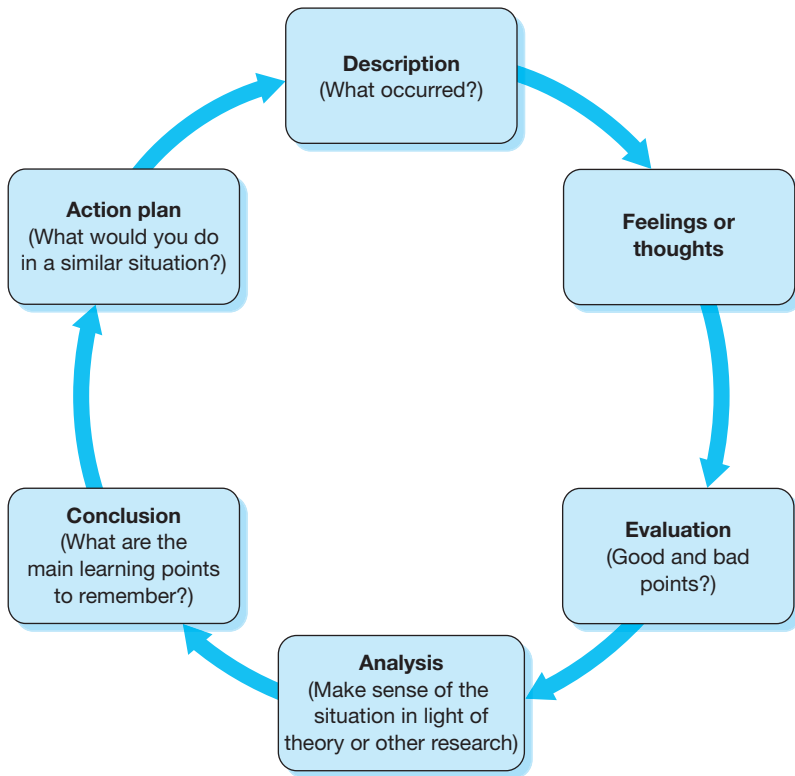 Description
(What occurred?)
Feelings or
thoughts
Evaluation
(Good and bad
points?)
Analysis
(Make sense of the
situation in light of
theory or other research)
Conclusion
(What are the
main learning points
to remember?)
Action plan
(What would you do
in a similar situation?)